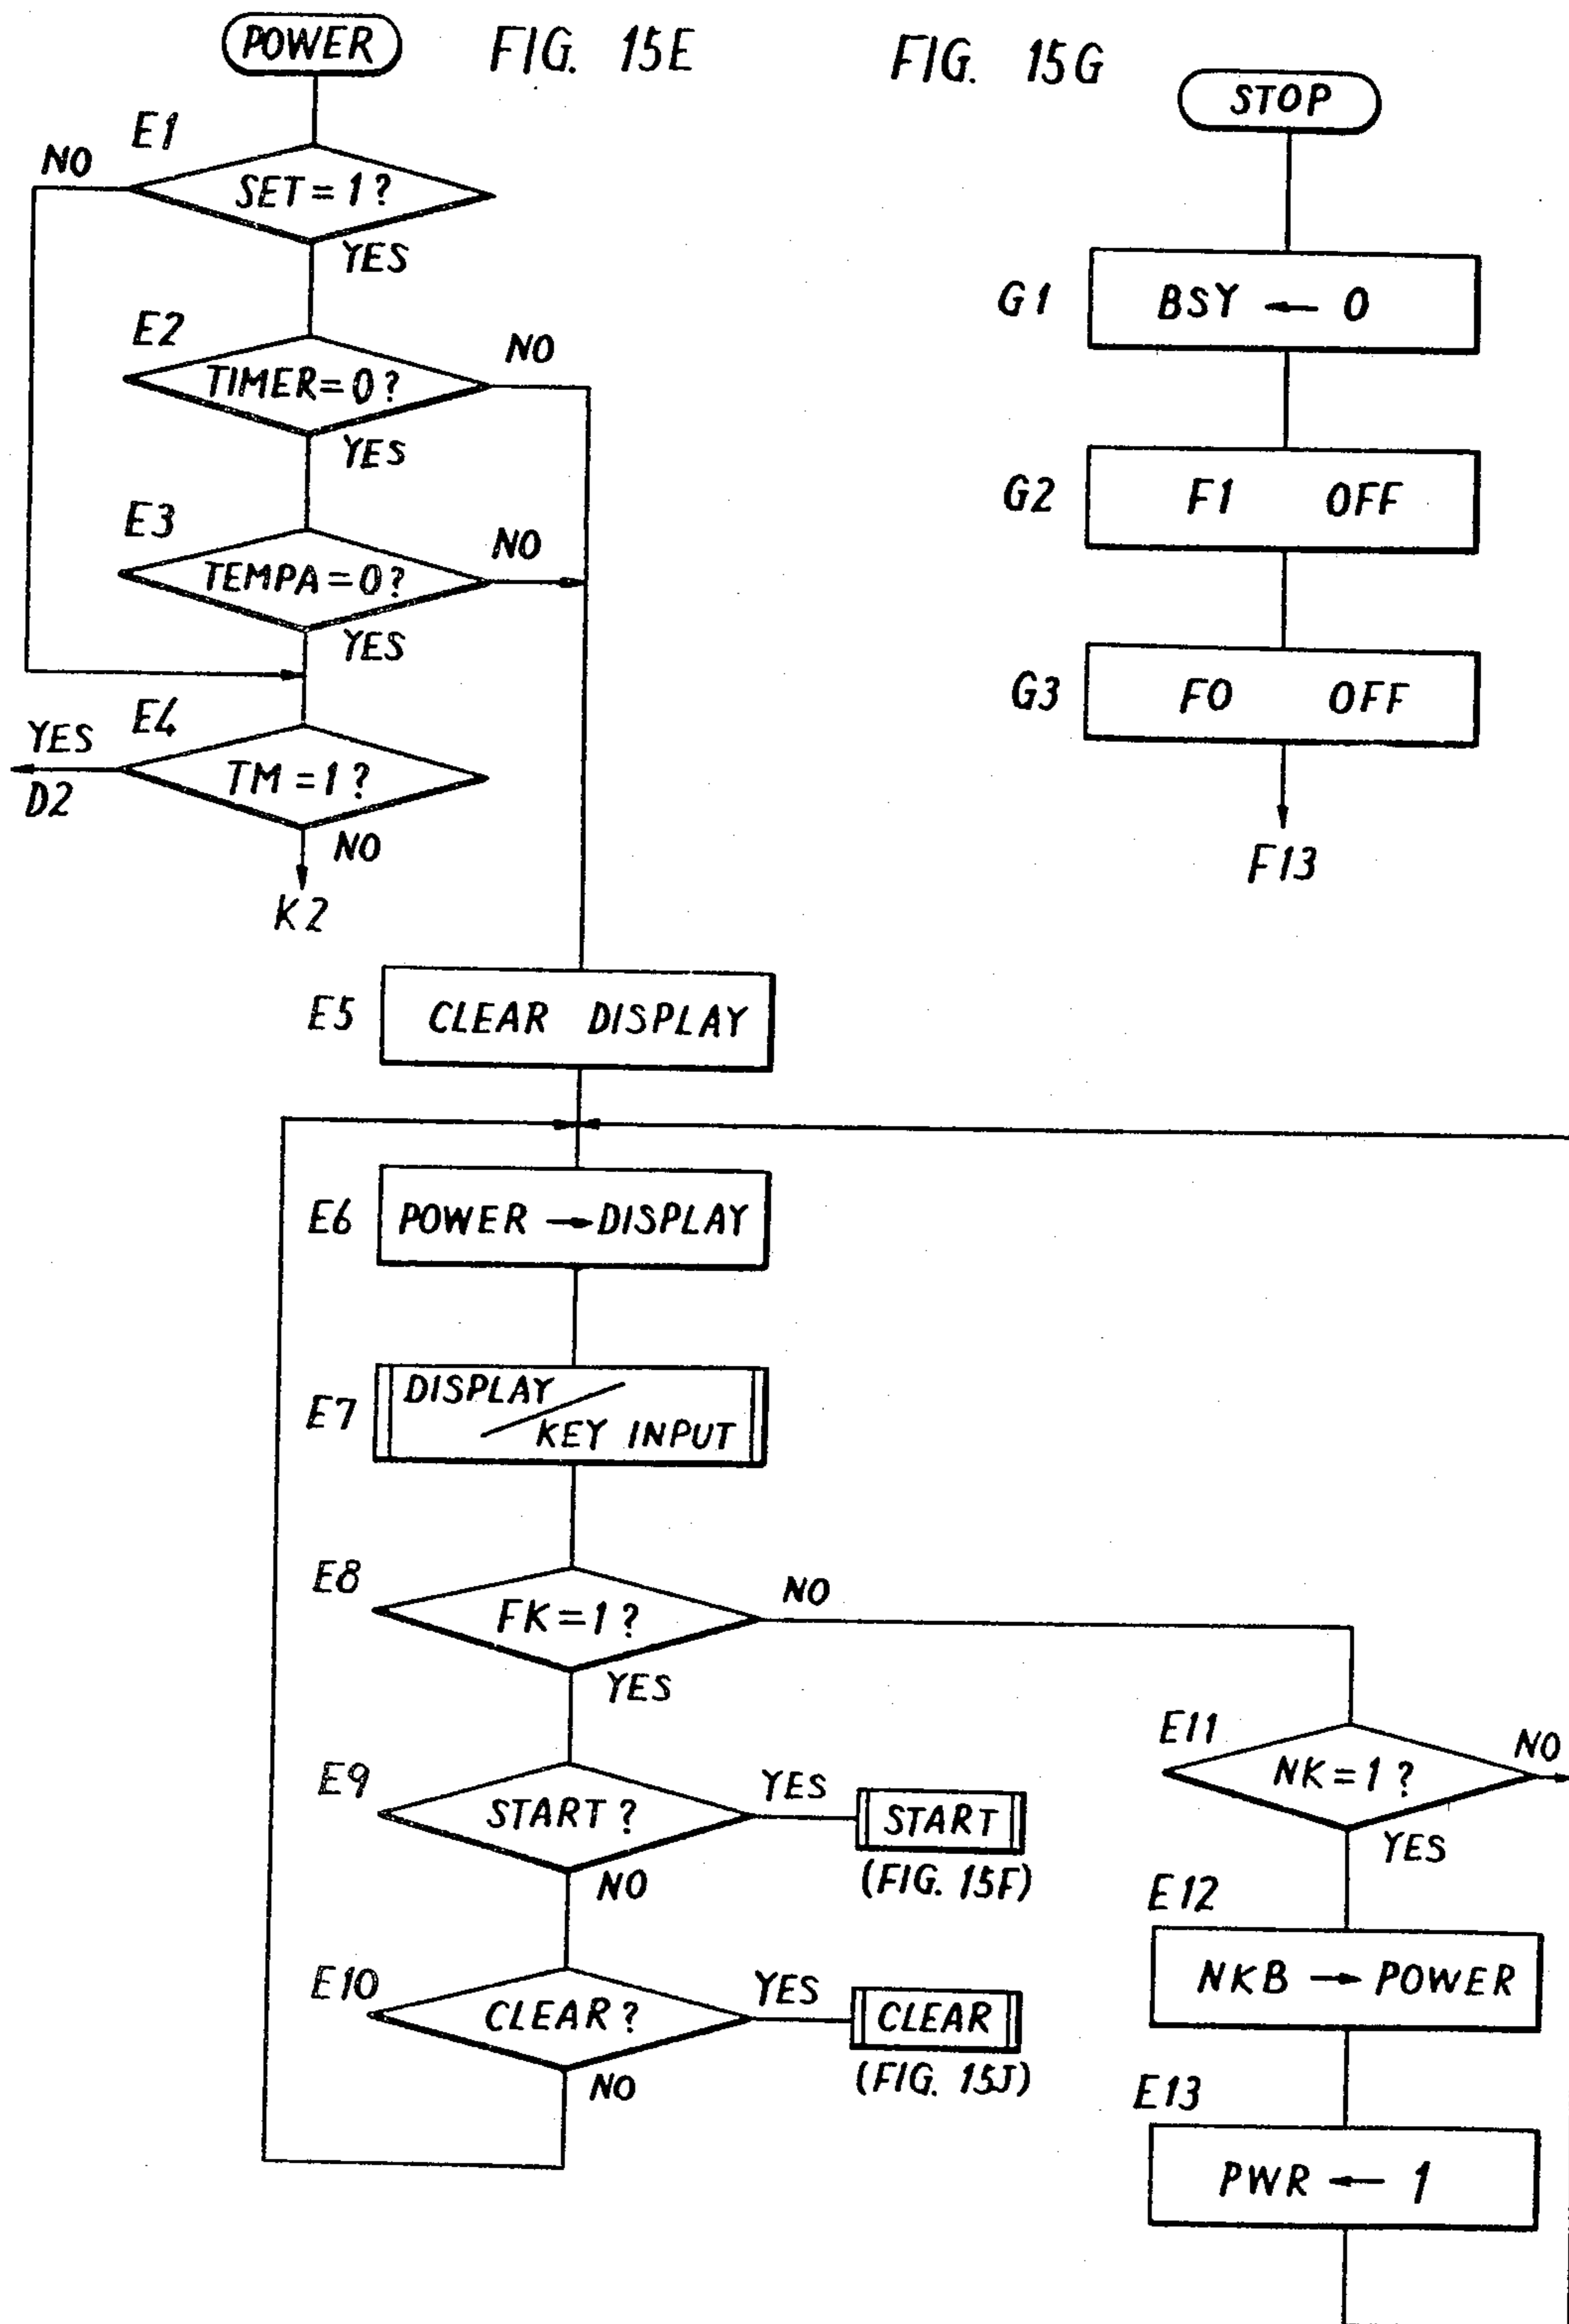 POWER
FIG. 15E
E1
NO
SET = 1 ?
YES
E2
NO
TIMER = 0 ?
YES
E3
NO
TEMPA = 0 ?
YES
E4
YES
TM = 1 ?
D2
NO
K2
E5
CLEAR DISPLAY
E6
POWER → DISPLAY
E7
DISPLAY
KEY INPUT
E8
NO
FK = 1 ?
YES
E9
START ?
YES
START
(FIG. 15F)
NO
E10
CLEAR ?
YES
CLEAR
(FIG. 15J)
NO
E11
NO
NK = 1 ?
YES
E12
NKB → POWER
E13
PWR ← 1
FIG. 15G
STOP
G1
BSY ← 0
G2
F1 OFF
G3
F0 OFF
F13